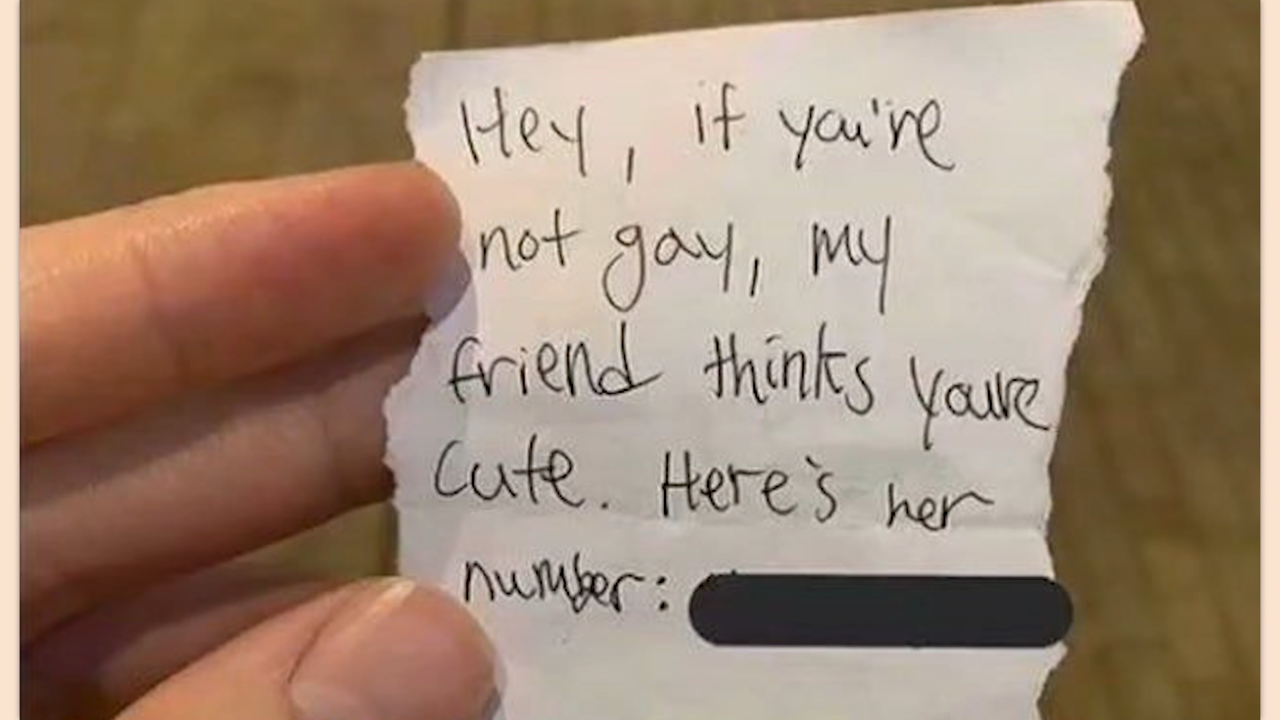 Hey, if you're
not gay, my
friend thinks you're
cute. Here's her
number: